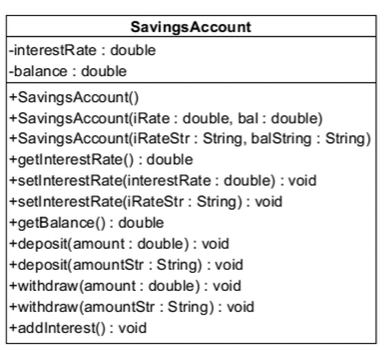 SavingsAccount
-interestRate : double
-balance : double
+SavingsAccount()
+SavingsAccount(iRate : double, bal : double)
+SavingsAccount(iRateStr : String, balString : String)
+getInterestRate() : double
+setInterestRate(interestRate : double) : void
+setInterestRate(iRateStr : String) : void
+getBalance() : double
+deposit(amount : double) : void
+deposit(amountStr : String) : void
+withdraw(amount : double) : void
+withdraw(amountStr : String) : void
+addInterest() : void